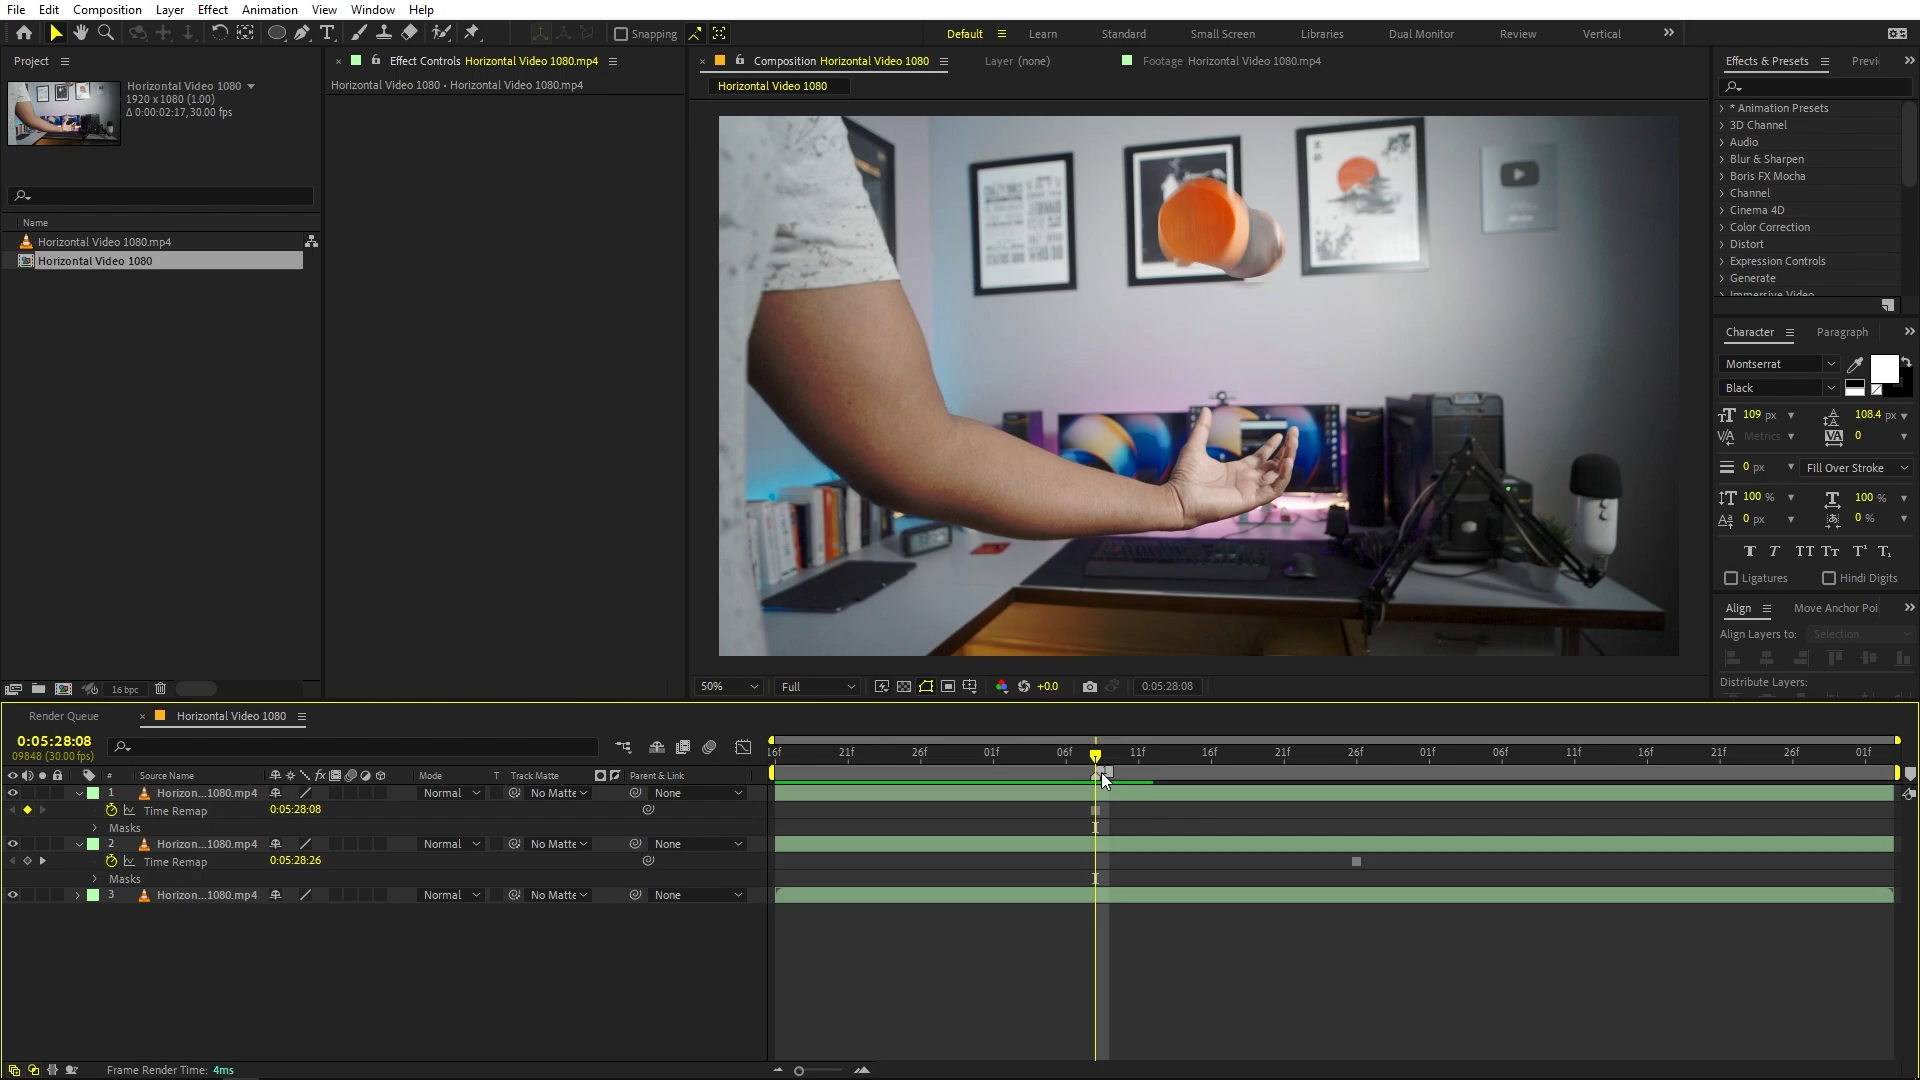 File Edit Composition Layer Effect Animation View Window Help
Snapping
Default Learn Standard Small Screen Libraries Dual Monitor Review Vertical
Project
Horizontal Video 1080
1920 x 1080 (1.00)
Δ 0:00:02:17, 30.00 fps
Name
Horizontal Video 1080.mp4
Horizontal Video 1080
16 bpc
Effect Controls Horizontal Video 1080.mp4
Horizontal Video 1080 • Horizontal Video 1080.mp4
Composition Horizontal Video 1080
Layer (none)
Footage Horizontal Video 1080.mp4
Horizontal Video 1080
50%
Full
+0.0
0:05:28:08
Effects & Presets
Previ
* Animation Presets
3D Channel
Audio
Blur & Sharpen
Boris FX Mocha
Channel
Cinema 4D
Color Correction
Distort
Expression Controls
Generate
Immersive Video
Character
Paragraph
Montserrat
Black
109 px
108.4 px
Metrics
0
0 px
Fill Over Stroke
100 %
100 %
0 px
0 %
Ligatures
Hindi Digits
Align
Move Anchor Poi
Align Layers to: Selection
Distribute Layers:
Render Queue
Horizontal Video 1080
0:05:28:08
09848 (30.00 fps)
# Source Name Mode T Track Matte Parent & Link
16f 21f 26f 01f 06f 11f 16f 21f 26f 01f 06f 11f 16f 21f 26f 01f
1 Horizon...1080.mp4 Normal No Matte None
Time Remap 0:05:28:08
Masks
2 Horizon...1080.mp4 Normal No Matte None
Time Remap 0:05:28:26
Masks
3 Horizon...1080.mp4 Normal No Matte None
Frame Render Time: 4ms